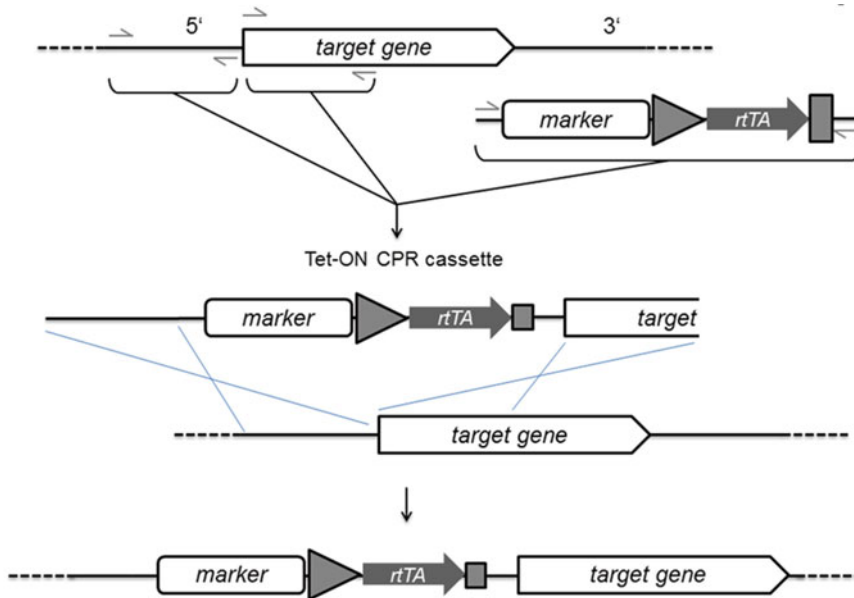 5‘ 3‘
target gene
marker rtTA
Tet-ON CPR cassette
marker rtTA target
target gene
marker rtTA target gene